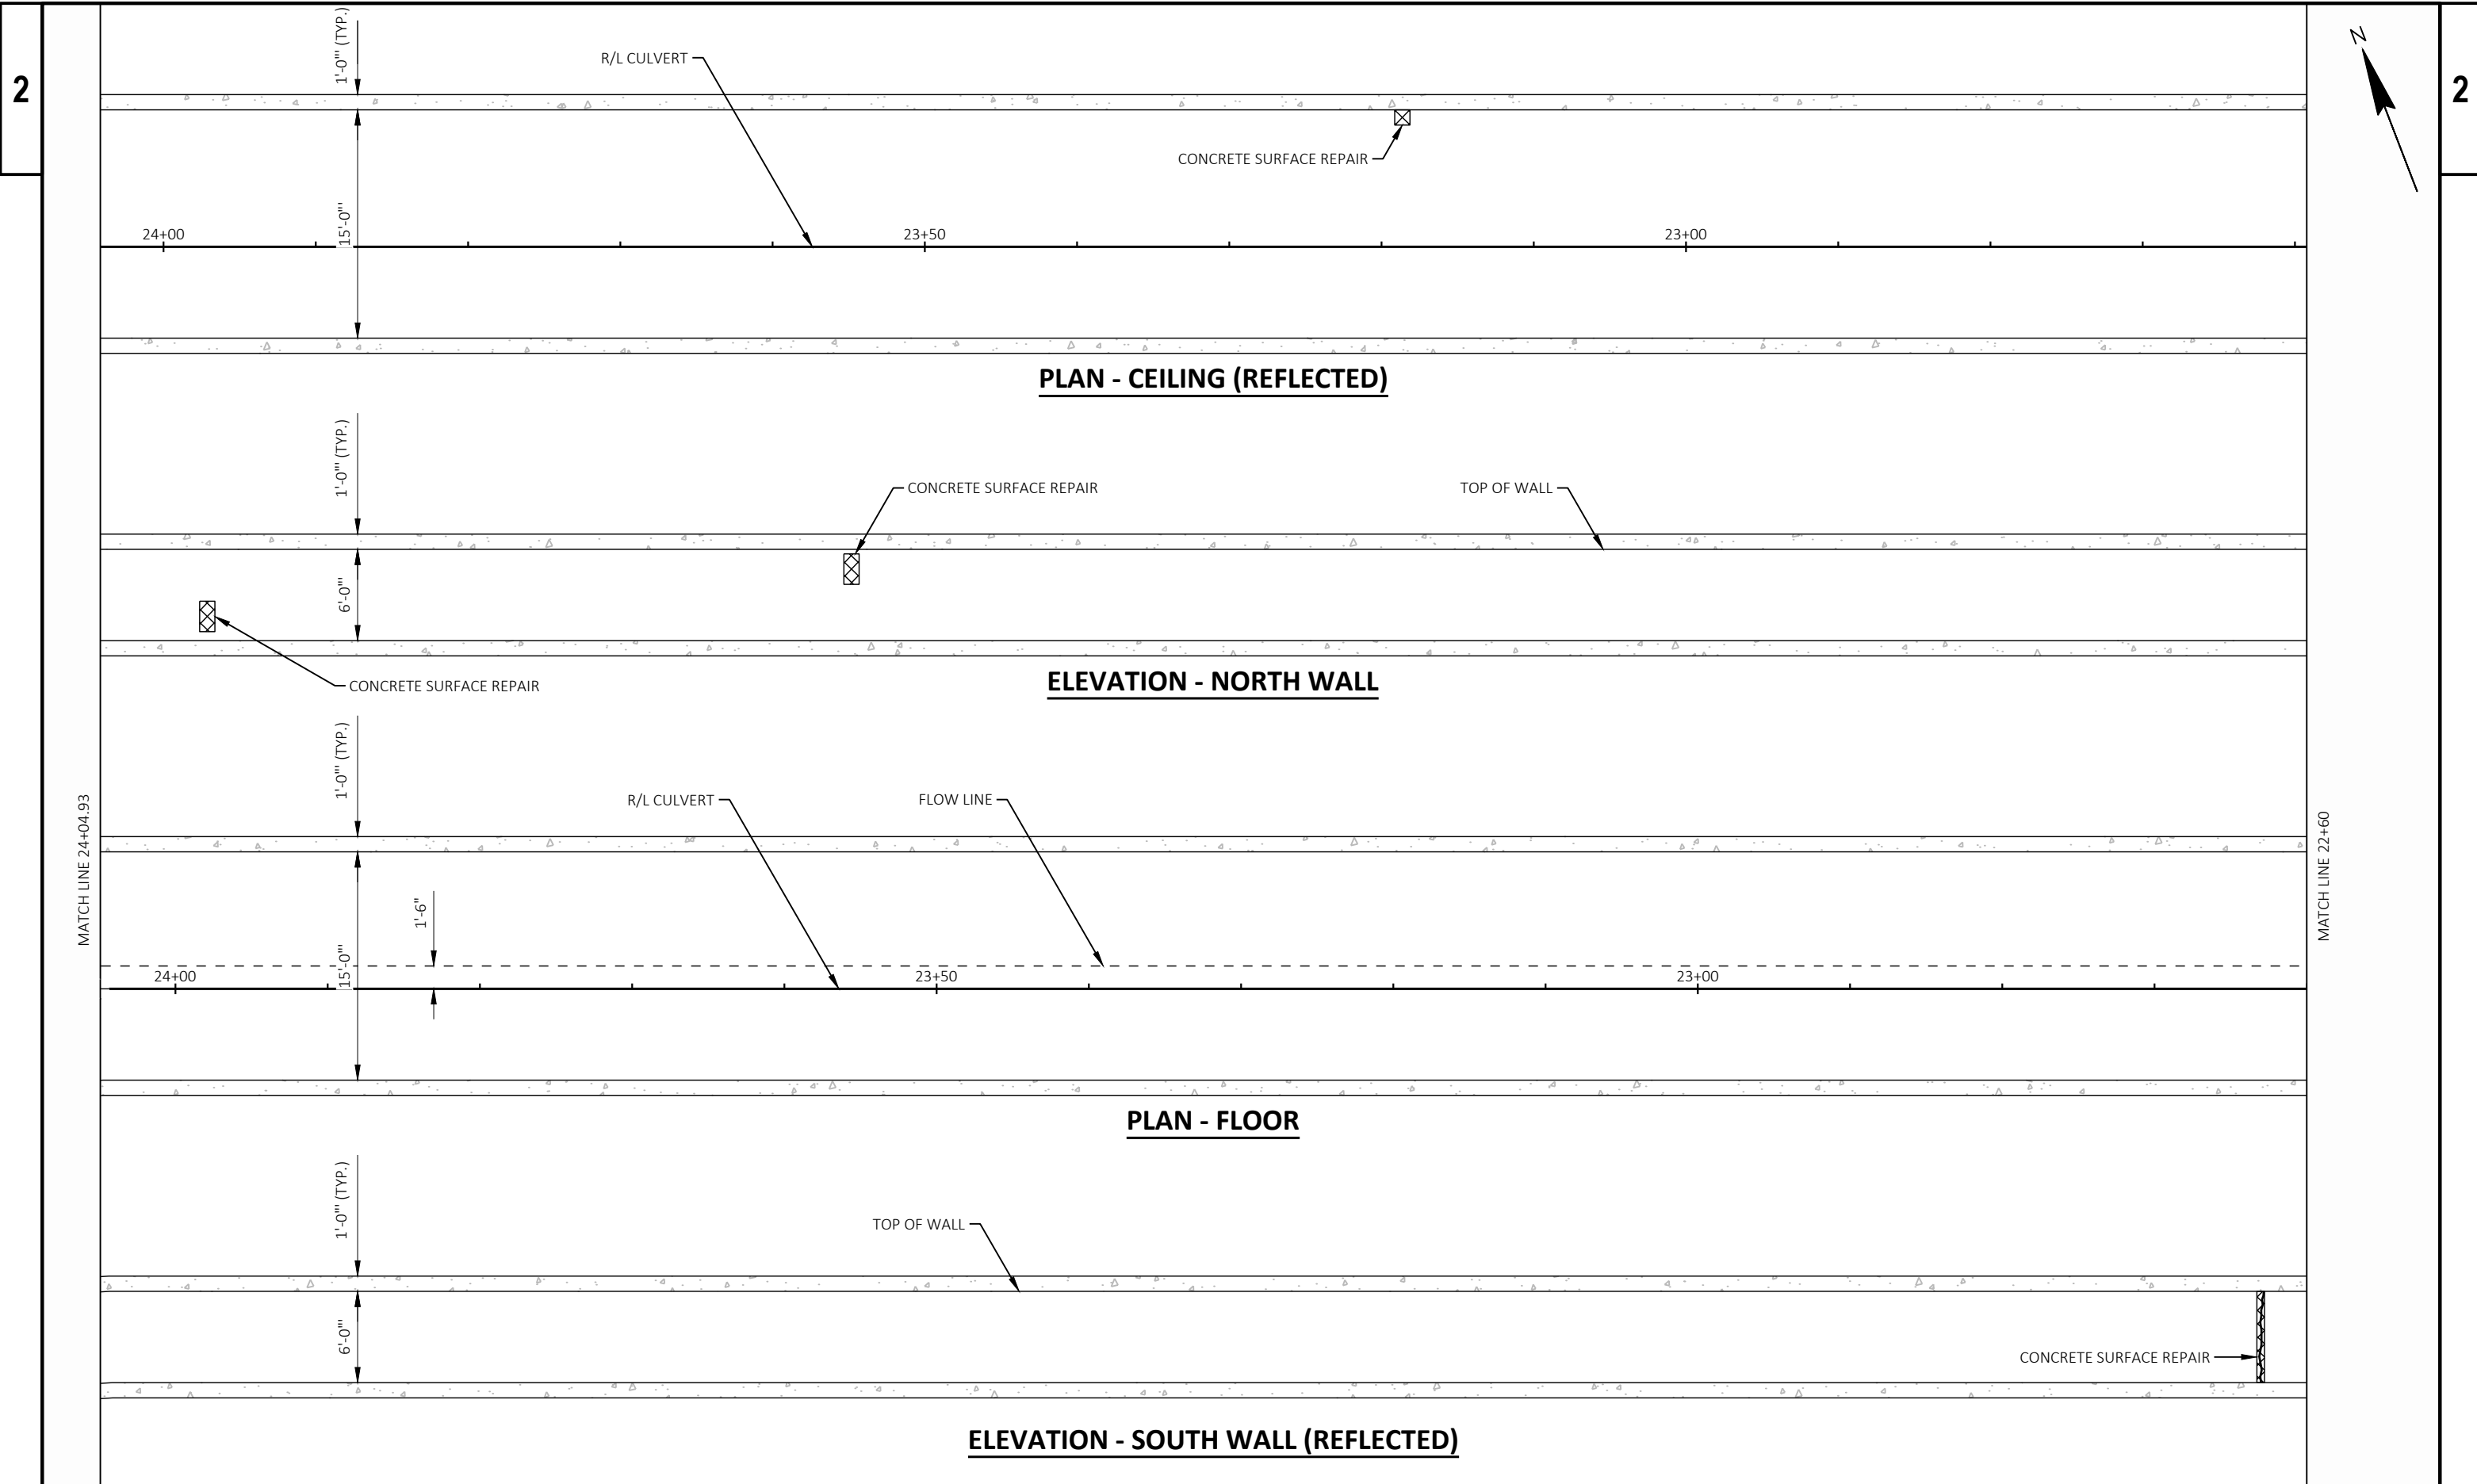 2
2
N
1'-0"' (TYP.)
R/L CULVERT
CONCRETE SURFACE REPAIR
15'-0"'
24+00
23+50
23+00
PLAN - CEILING (REFLECTED)
1'-0"' (TYP.)
CONCRETE SURFACE REPAIR
TOP OF WALL
6'-0"'
CONCRETE SURFACE REPAIR
ELEVATION - NORTH WALL
1'-0"' (TYP.)
R/L CULVERT
FLOW LINE
MATCH LINE 24+04.93
MATCH LINE 22+60
1'-6"
15'-0"'
24+00
23+50
23+00
PLAN - FLOOR
1'-0"' (TYP.)
TOP OF WALL
6'-0"'
CONCRETE SURFACE REPAIR
ELEVATION - SOUTH WALL (REFLECTED)